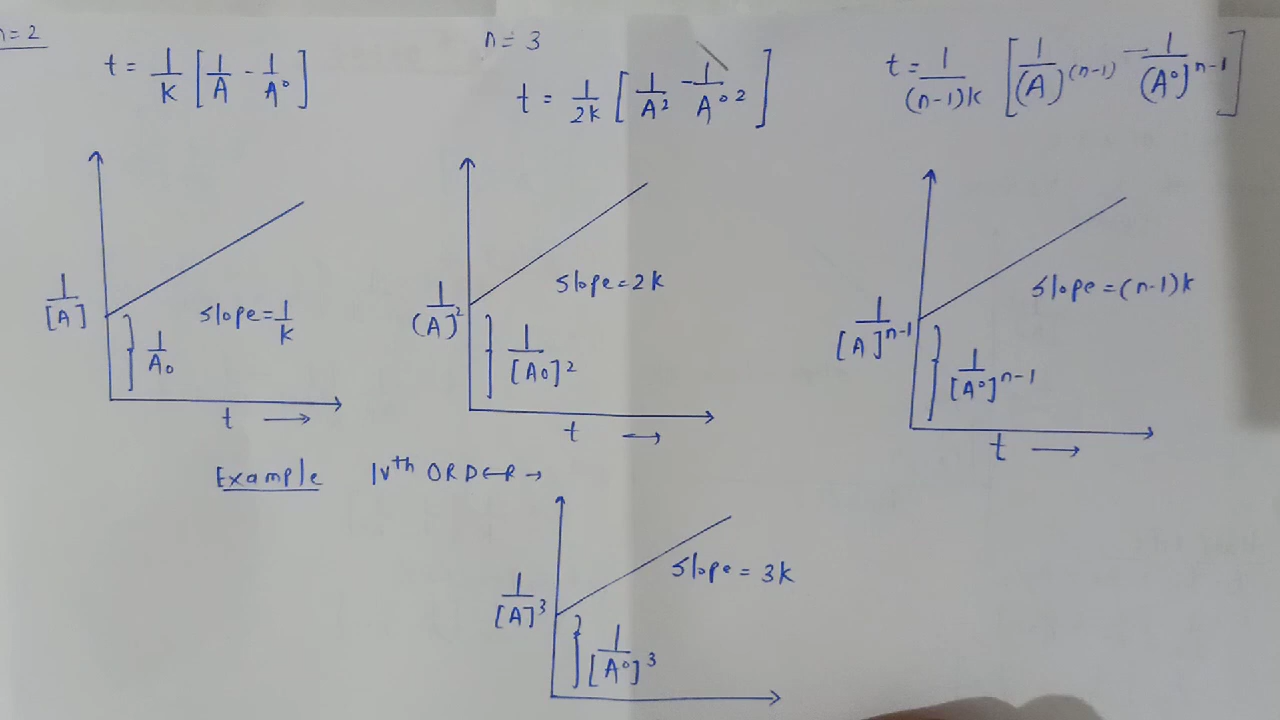 n=2
t = 1/K [1/A - 1/A°]
1/[A]
slope = 1/K
1/A₀
t →
n = 3
t = 1/2K [1/A² - 1/A°²]
1/(A)²
slope = 2K
1/[A₀]²
t →
t = 1/(n-1)K [1/(A)⁽ⁿ⁻¹⁾ - 1/(A°)ⁿ⁻¹]
1/[A]ⁿ⁻¹
slope = (n-1)K
1/[A°]ⁿ⁻¹
t →
Example IVth ORDER →
1/[A]³
slope = 3K
1/[A°]³